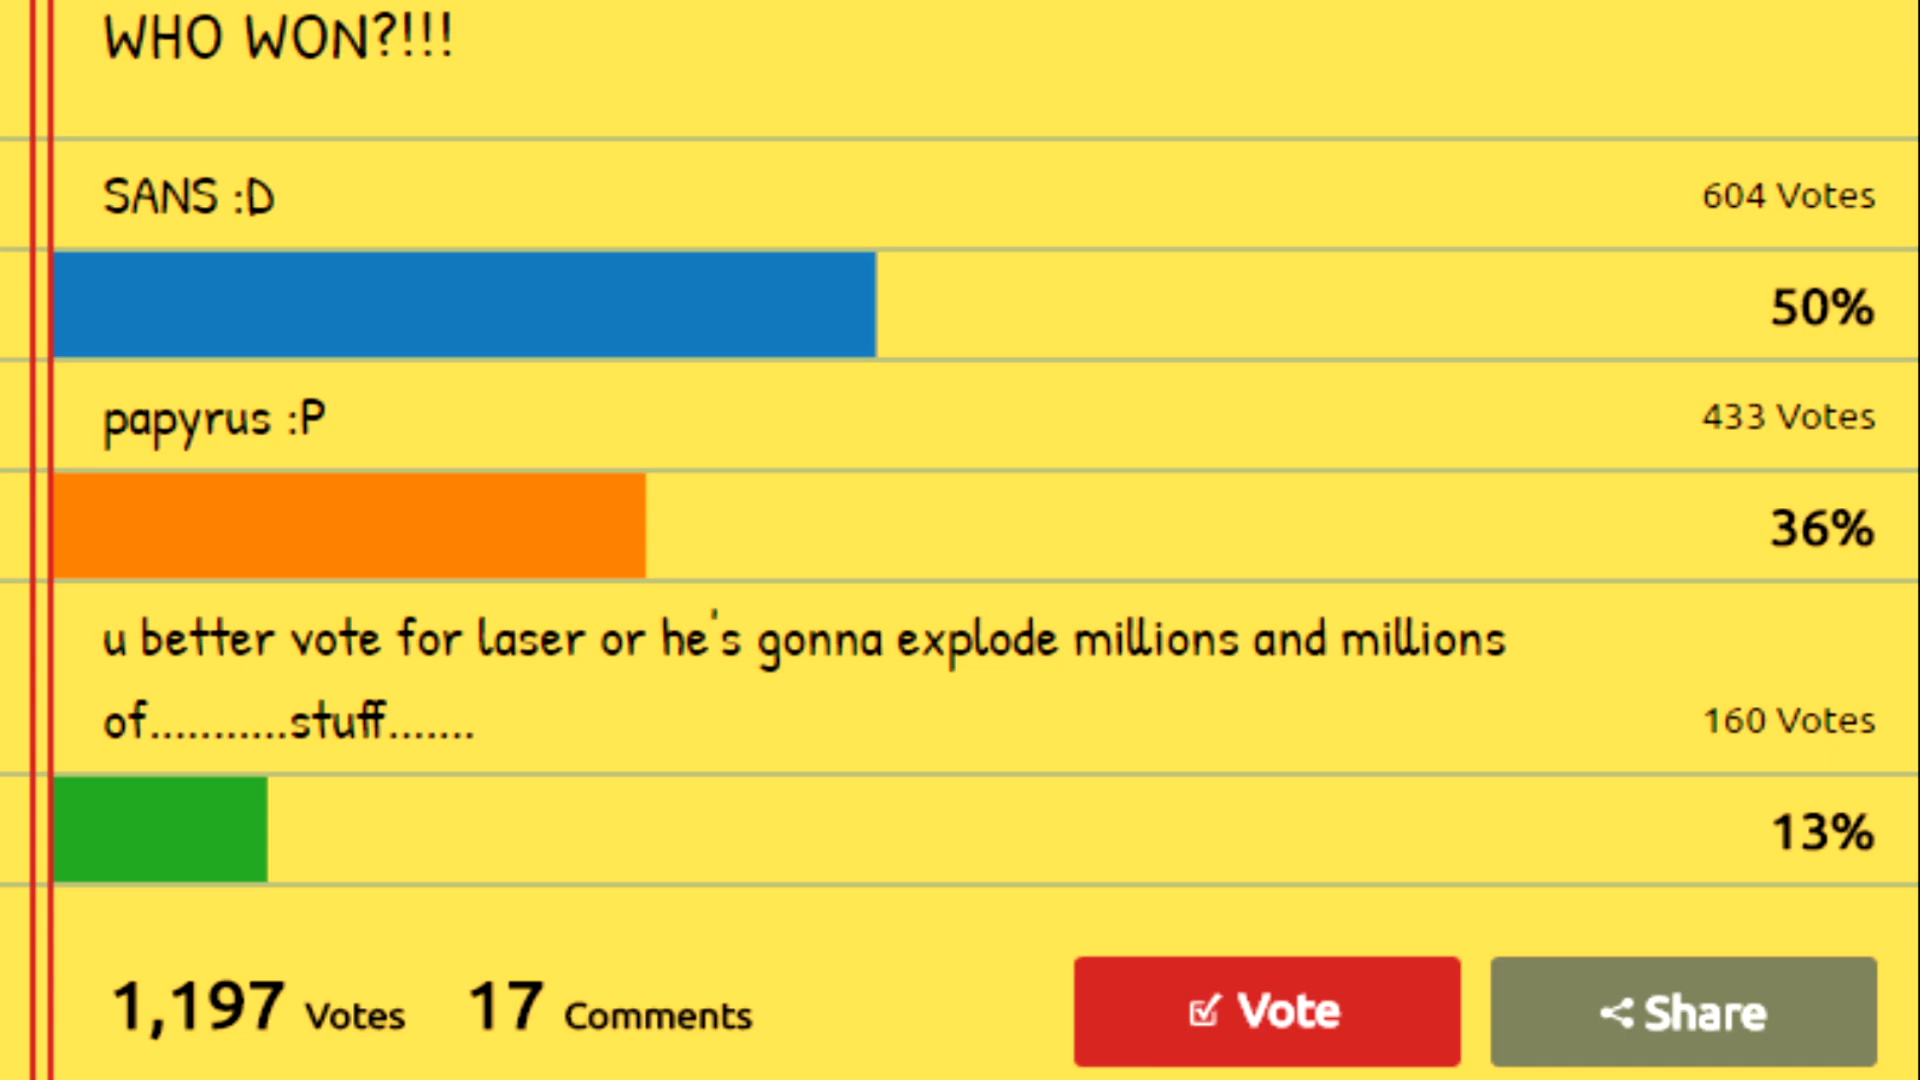 WHO WON?!!!
SANS :D
604 Votes
50%
papyrus :P
433 Votes
36%
u better vote for laser or he's gonna explode millions and millions
of...........stuff.......
160 Votes
13%
1,197 Votes 17 Comments
Vote
Share